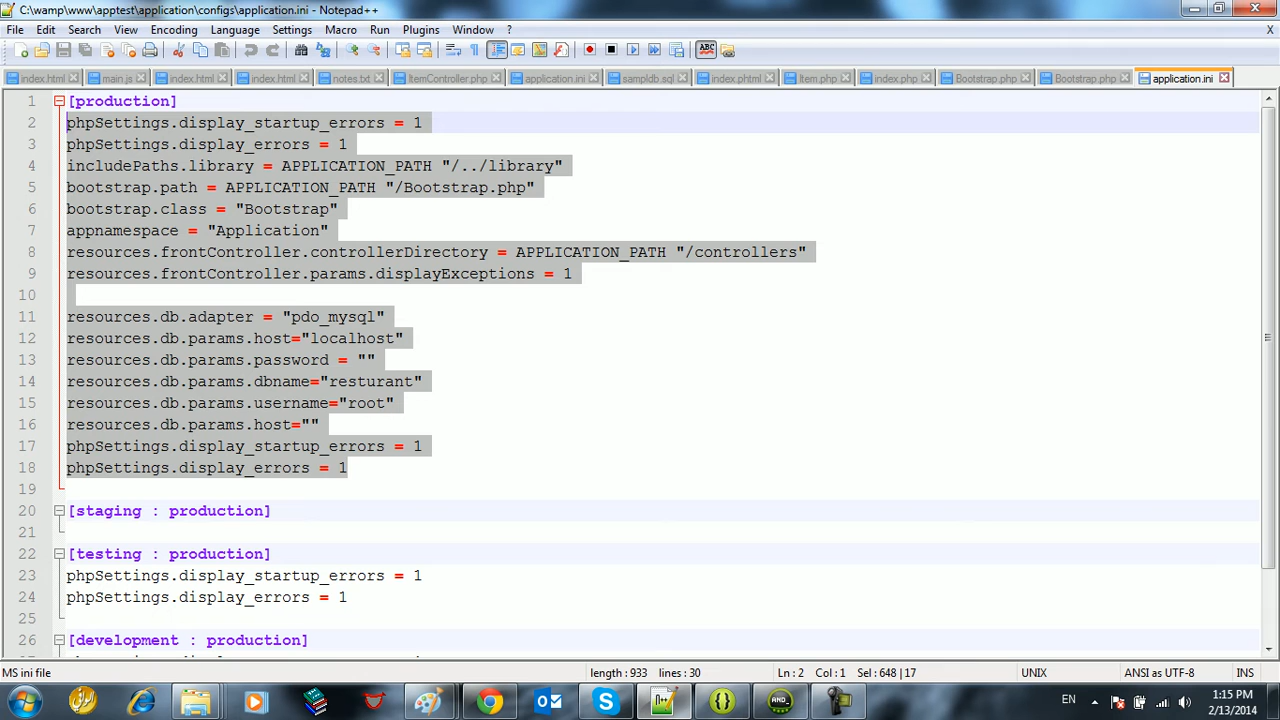 C:\wamp\www\apptest\application\configs\application.ini - Notepad++
File Edit Search View Encoding Language Settings Macro Run Plugins Window ? X
index.html main.js index.html index.html notes.txt ItemController.php application.ini sampldb.sql index.phtml Item.php index.php Bootstrap.php Bootstrap.php application.ini
1 [production]
2 phpSettings.display_startup_errors = 1
3 phpSettings.display_errors = 1
4 includePaths.library = APPLICATION_PATH "/../library"
5 bootstrap.path = APPLICATION_PATH "/Bootstrap.php"
6 bootstrap.class = "Bootstrap"
7 appnamespace = "Application"
8 resources.frontController.controllerDirectory = APPLICATION_PATH "/controllers"
9 resources.frontController.params.displayExceptions = 1
10
11 resources.db.adapter = "pdo_mysql"
12 resources.db.params.host="localhost"
13 resources.db.params.password = ""
14 resources.db.params.dbname="resturant"
15 resources.db.params.username="root"
16 resources.db.params.host=""
17 phpSettings.display_startup_errors = 1
18 phpSettings.display_errors = 1
19
20 [staging : production]
21
22 [testing : production]
23 phpSettings.display_startup_errors = 1
24 phpSettings.display_errors = 1
25
26 [development : production]
MS ini file length : 933 lines : 30 Ln : 2 Col : 1 Sel : 648 | 17 UNIX ANSI as UTF-8 INS
EN 1:15 PM
2/13/2014